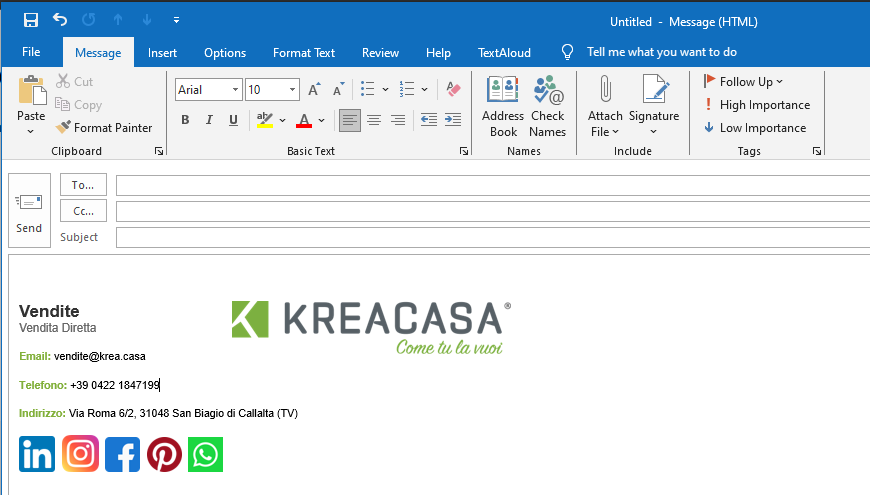 Untitled - Message (HTML)
File Message Insert Options Format Text Review Help TextAloud Tell me what you want to do
Paste
Cut
Copy
Format Painter
Clipboard
Arial 10
B I U
Basic Text
Address Book
Check Names
Names
Attach File
Signature
Include
Follow Up
High Importance
Low Importance
Tags
Send
To...
Cc...
Subject
Vendite
Vendita Diretta
KREACASA®
Come tu la vuoi
Email: vendite@krea.casa
Telefono: +39 0422 1847199
Indirizzo: Via Roma 6/2, 31048 San Biagio di Callalta (TV)